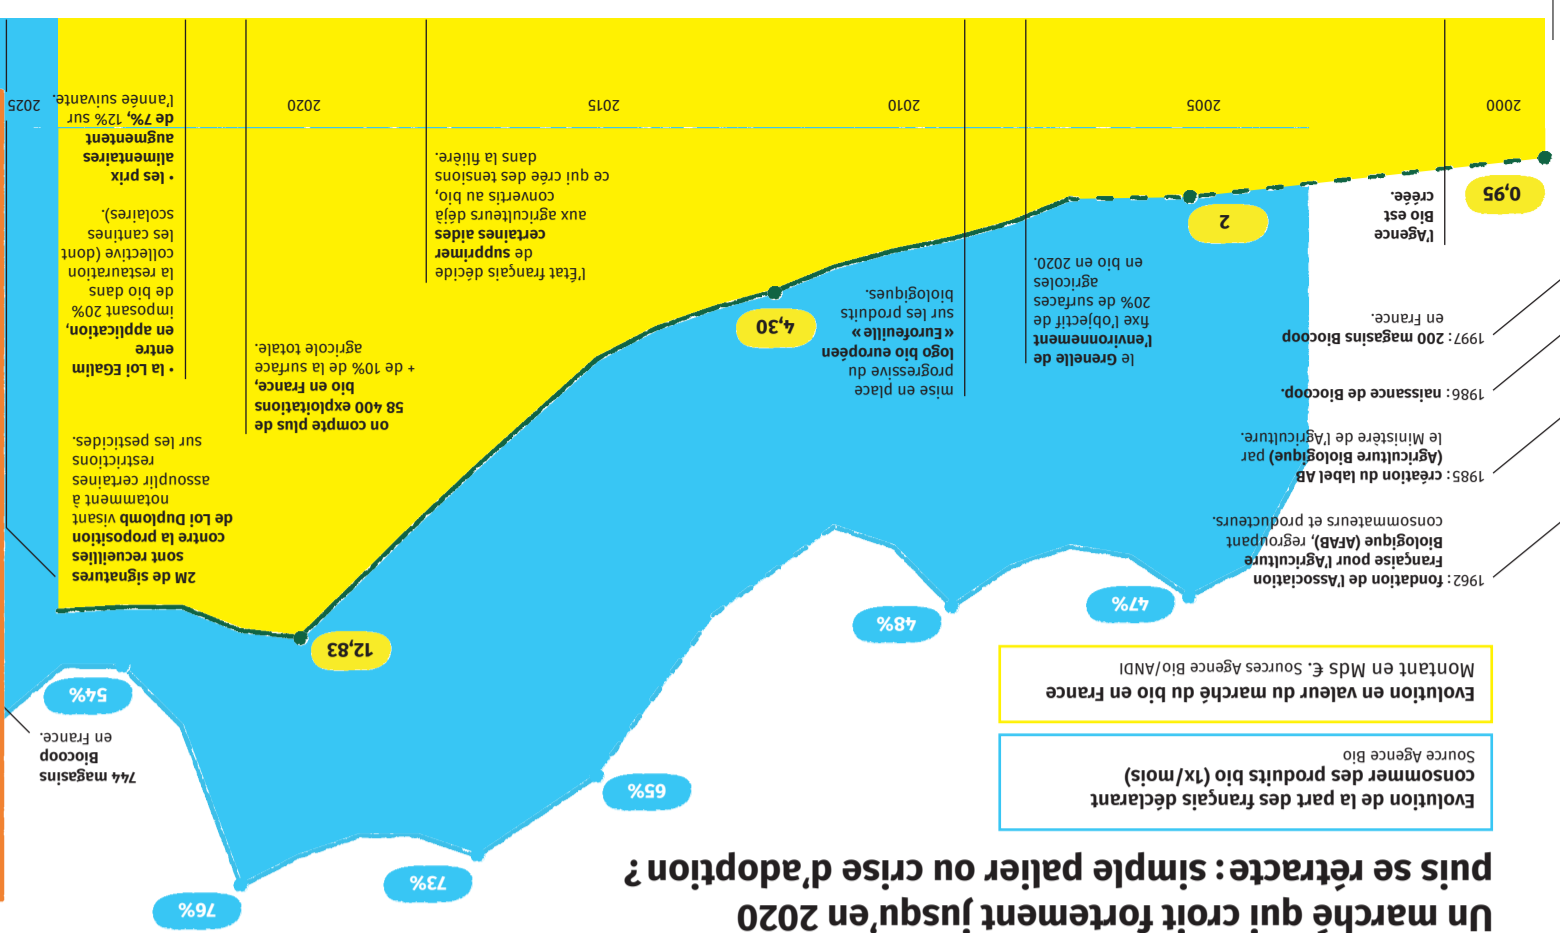 Un marché qui croit fortement jusqu'en 2020
puis se rétracte : simple palier ou crise d'adoption ?
Evolution de la part des français déclarant
consommer des produits bio (1x/mois)
Source Agence Bio
Evolution en valeur du marché du bio en France
Montant en Mds €. Sources Agence Bio/ANDI
1962 : fondation de l'Association
Française pour l'Agriculture
Biologique (AFAB), regroupant
consommateurs et producteurs.
1985 : création du label AB
(Agriculture Biologique) par
le Ministère de l'Agriculture.
1986 : naissance de Biocoop.
1997 : 200 magasins Biocoop
en France.
L'Agence
Bio est
créée.
0,95
2
4,30
12,83
47%
48%
65%
73%
76%
54%
le Grenelle de
l'environnement
fixe l'objectif de
20% de surfaces
agricoles
en bio en 2020.
mise en place
progressive du
logo bio européen
« Eurofeuille »
sur les produits
biologiques.
L'État français décide
de supprimer
certaines aides
aux agriculteurs déjà
convertis au bio,
ce qui crée des tensions
dans la filière.
on compte plus de
58 400 exploitations
bio en France,
+ de 10% de la surface
agricole totale.
• la Loi EGalim
entre
en application,
imposant 20%
de bio dans
la restauration
collective (dont
les cantines
scolaires).
• les prix
alimentaires
augmentent
de 7%, 12% sur
l'année suivante.
2M de signatures
sont recueillies
contre la proposition
de Loi Duplomb visant
notamment à
assouplir certaines
restrictions
sur les pesticides.
744 magasins
Biocoop
en France.
2000
2005
2010
2015
2020
2025